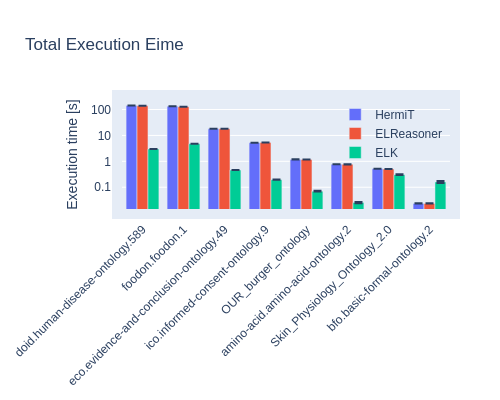 Total Execution Eime
Execution time [s]
100
10
1
0.1
HermiT
ELReasoner
ELK
doid.human-disease-ontology.589
foodon.foodon.1
eco.evidence-and-conclusion-ontology.49
ico.informed-consent-ontology.9
OUR_burger_ontology
amino-acid.amino-acid-ontology.2
Skin_Physiology_Ontology_2.0
bfo.basic-formal-ontology.2